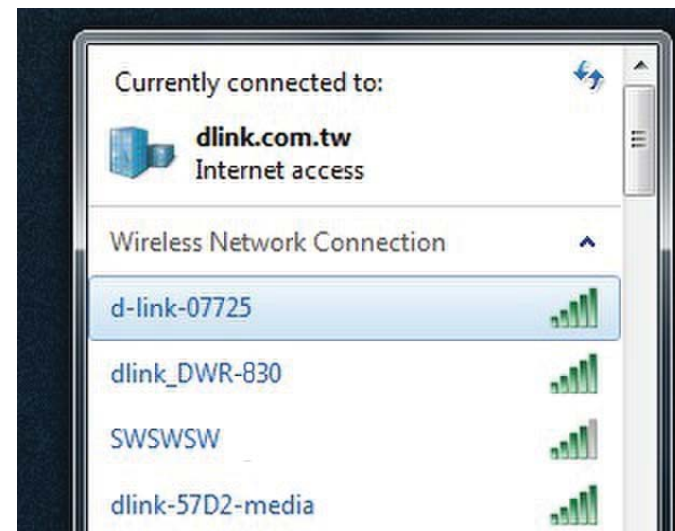 Currently connected to:
dlink.com.tw
Internet access
Wireless Network Connection
d-link-07725
dlink_DWR-830
SWSWSW
dlink-57D2-media